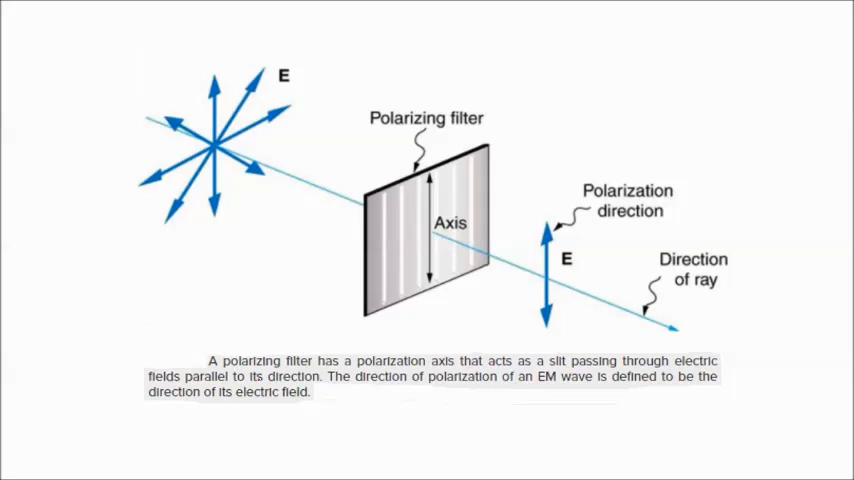 E
Polarizing filter
Axis
Polarization
direction
E
Direction
of ray
A polarizing filter has a polarization axis that acts as a slit passing through electric
fields parallel to its direction. The direction of polarization of an EM wave is defined to be the
direction of its electric field.